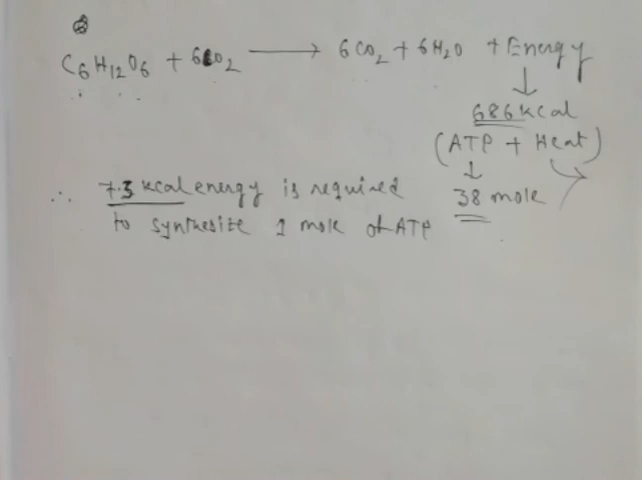 C6H12O6 + 6O2 → 6CO2 + 6H2O + Energy
↓
686 kcal
(ATP + Heat)
↓
38 mole
∴ 7.3 kcal energy is required
to synthesize 1 mole of ATP